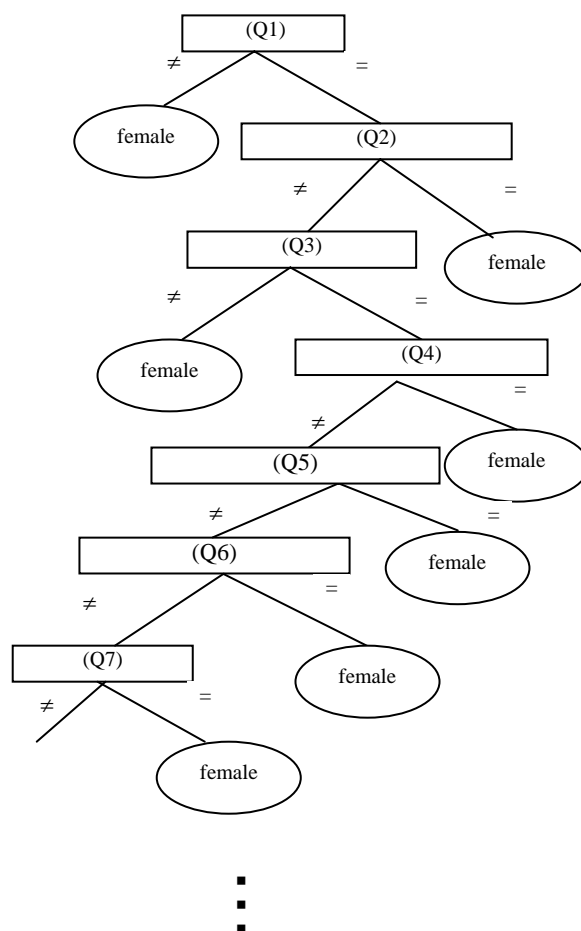 (Q1)
≠ =
female
(Q2)
≠ =
(Q3)
female
≠ =
(Q4)
female
=
≠
(Q5)
female
≠ =
(Q6)
female
≠ =
(Q7)
female
≠ =
female